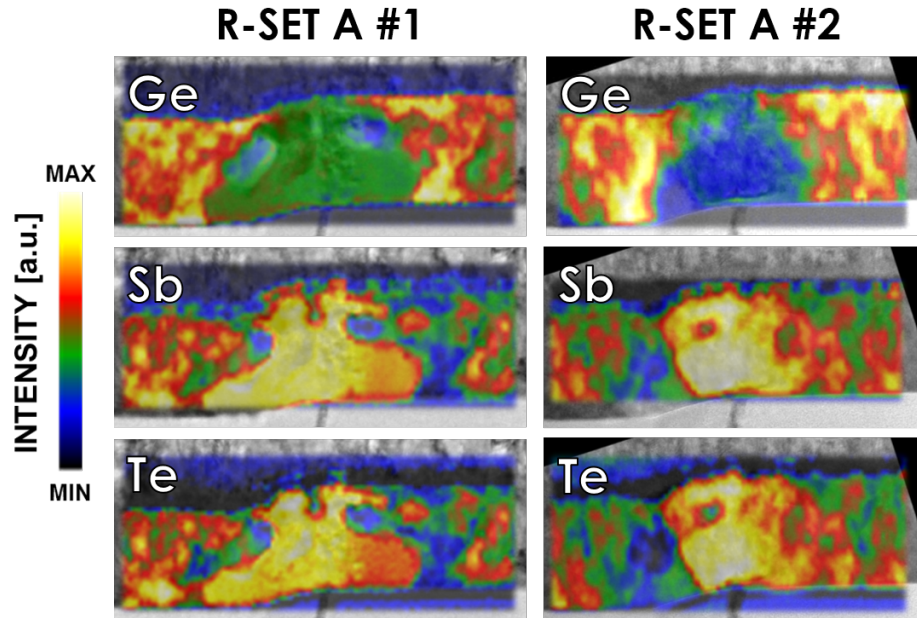 R-SET A #1
R-SET A #2
Ge
Ge
MAX
INTENSITY [a.u.]
MIN
Sb
Sb
Te
Te